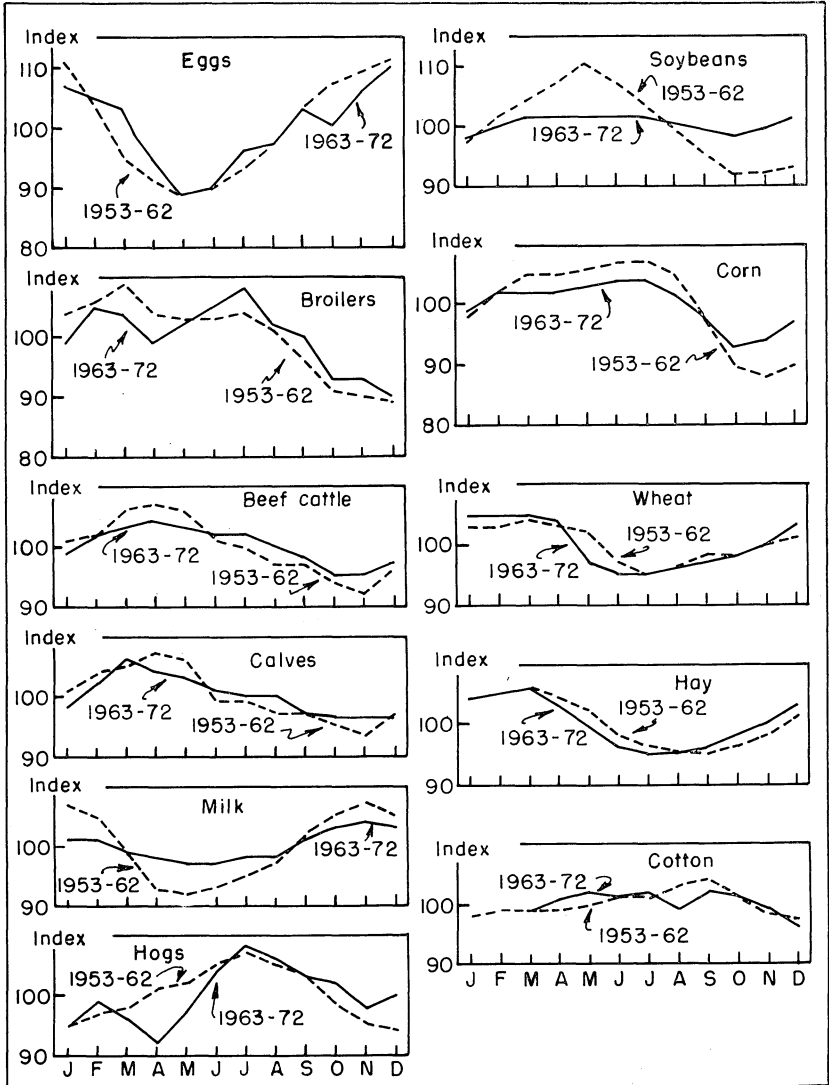 Index
Eggs
110
100
90
80
1953-62
1963-72
Index
Broilers
100
90
80
1963-72
1953-62
Index
Beef cattle
100
90
1963-72
1953-62
Index
Calves
100
90
1963-72
1953-62
Index
Milk
100
90
1953-62
1963-72
Index
Hogs
100
90
1953-62
1963-72
J F M A M J J A S O N D
Index
Soybeans
110
100
90
1953-62
1963-72
Index
Corn
100
90
80
1963-72
1953-62
Index
Wheat
100
90
1953-62
1963-72
Index
Hay
100
90
1953-62
1963-72
Index
Cotton
100
90
1963-72
1953-62
J F M A M J J A S O N D